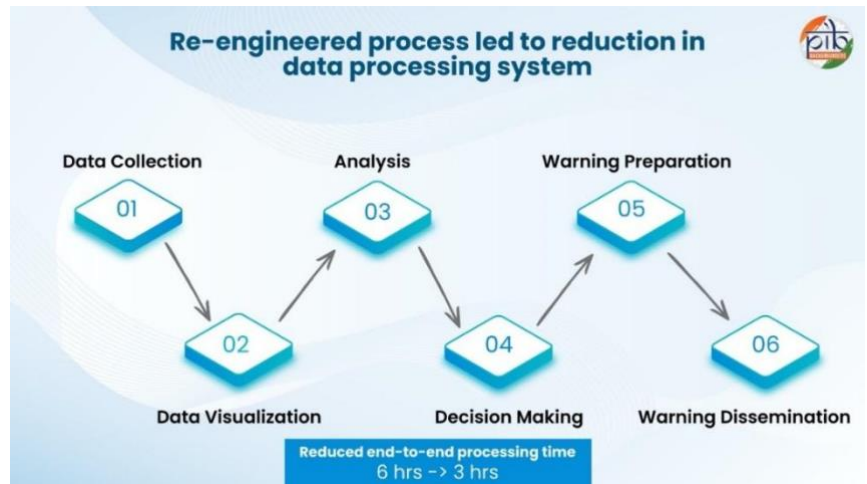 Re-engineered process led to reduction in
data processing system
pib
Data Collection
Analysis
Warning Preparation
01
03
05
02
04
06
Data Visualization
Decision Making
Warning Dissemination
Reduced end-to-end processing time
6 hrs -> 3 hrs